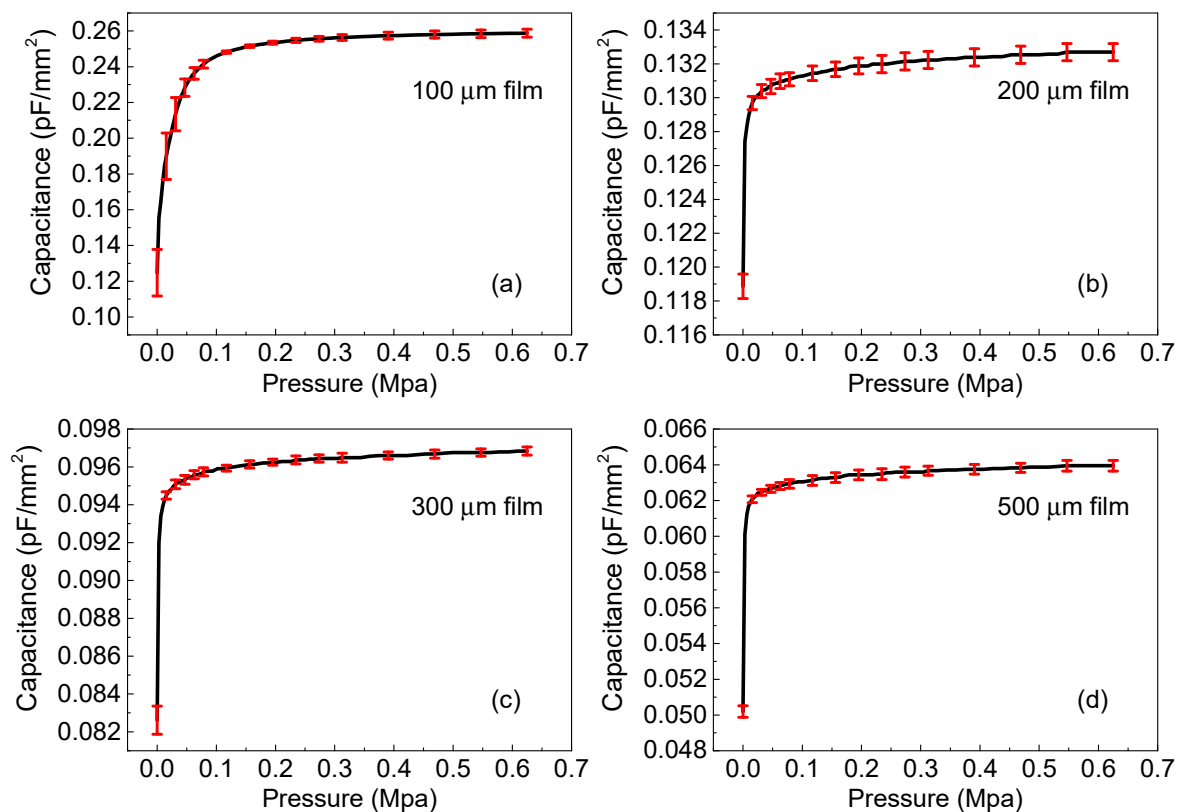 0.26
0.24
0.22
0.20
0.18
0.16
0.14
0.12
0.10
Capacitance (pF/mm²)
100 μm film
(a)
0.0 0.1 0.2 0.3 0.4 0.5 0.6 0.7
Pressure (Mpa)
0.134
0.132
0.130
0.128
0.126
0.124
0.122
0.120
0.118
0.116
Capacitance (pF/mm²)
200 μm film
(b)
0.0 0.1 0.2 0.3 0.4 0.5 0.6 0.7
Pressure (Mpa)
0.098
0.096
0.094
0.092
0.090
0.088
0.086
0.084
0.082
Capacitance (pF/mm²)
300 μm film
(c)
0.0 0.1 0.2 0.3 0.4 0.5 0.6 0.7
Pressure (Mpa)
0.066
0.064
0.062
0.060
0.058
0.056
0.054
0.052
0.050
0.048
Capacitance (pF/mm²)
500 μm film
(d)
0.0 0.1 0.2 0.3 0.4 0.5 0.6 0.7
Pressure (Mpa)